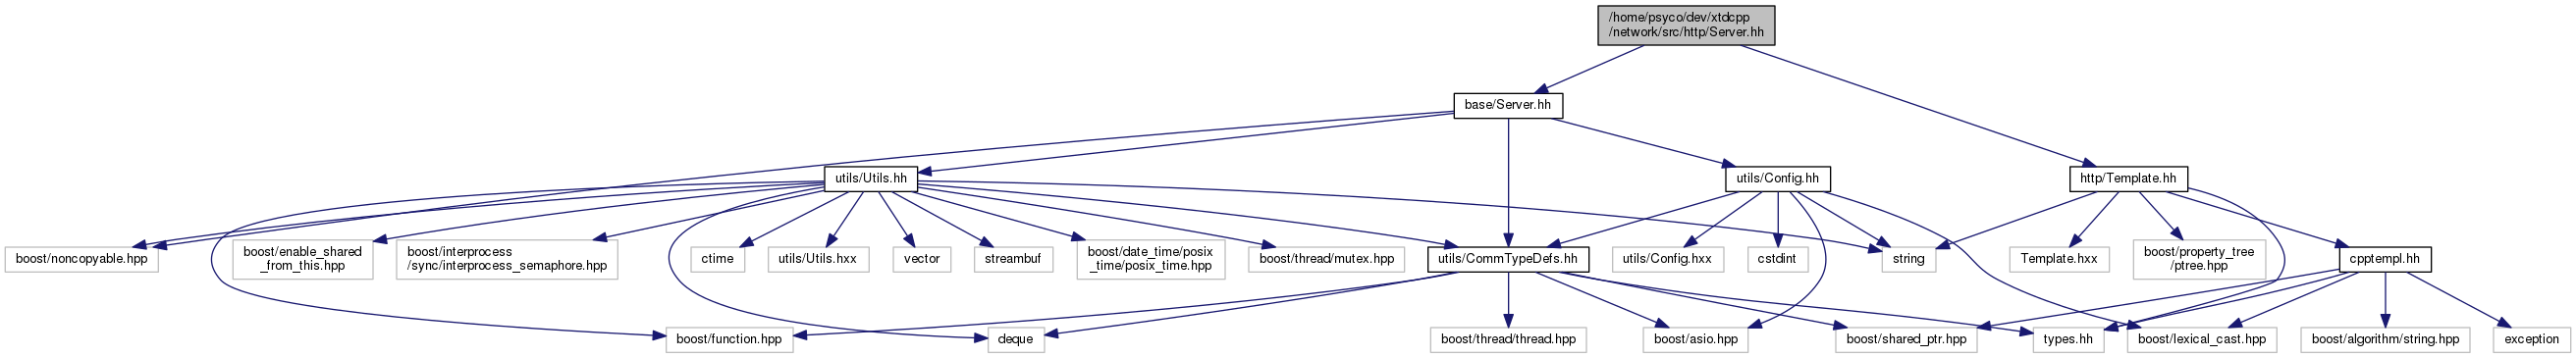 /home/psyco/dev/xtdcpp
/network/src/http/Server.hh
base/Server.hh
utils/Utils.hh
utils/Config.hh
http/Template.hh
boost/noncopyable.hpp
boost/enable_shared
_from_this.hpp
boost/interprocess
/sync/interprocess_semaphore.hpp
ctime
utils/Utils.hxx
vector
streambuf
boost/date_time/posix
_time/posix_time.hpp
boost/thread/mutex.hpp
utils/CommTypeDefs.hh
utils/Config.hxx
cstdint
string
Template.hxx
boost/property_tree
/ptree.hpp
cpptempl.hh
boost/function.hpp
deque
boost/thread/thread.hpp
boost/asio.hpp
boost/shared_ptr.hpp
types.hh
boost/lexical_cast.hpp
boost/algorithm/string.hpp
exception